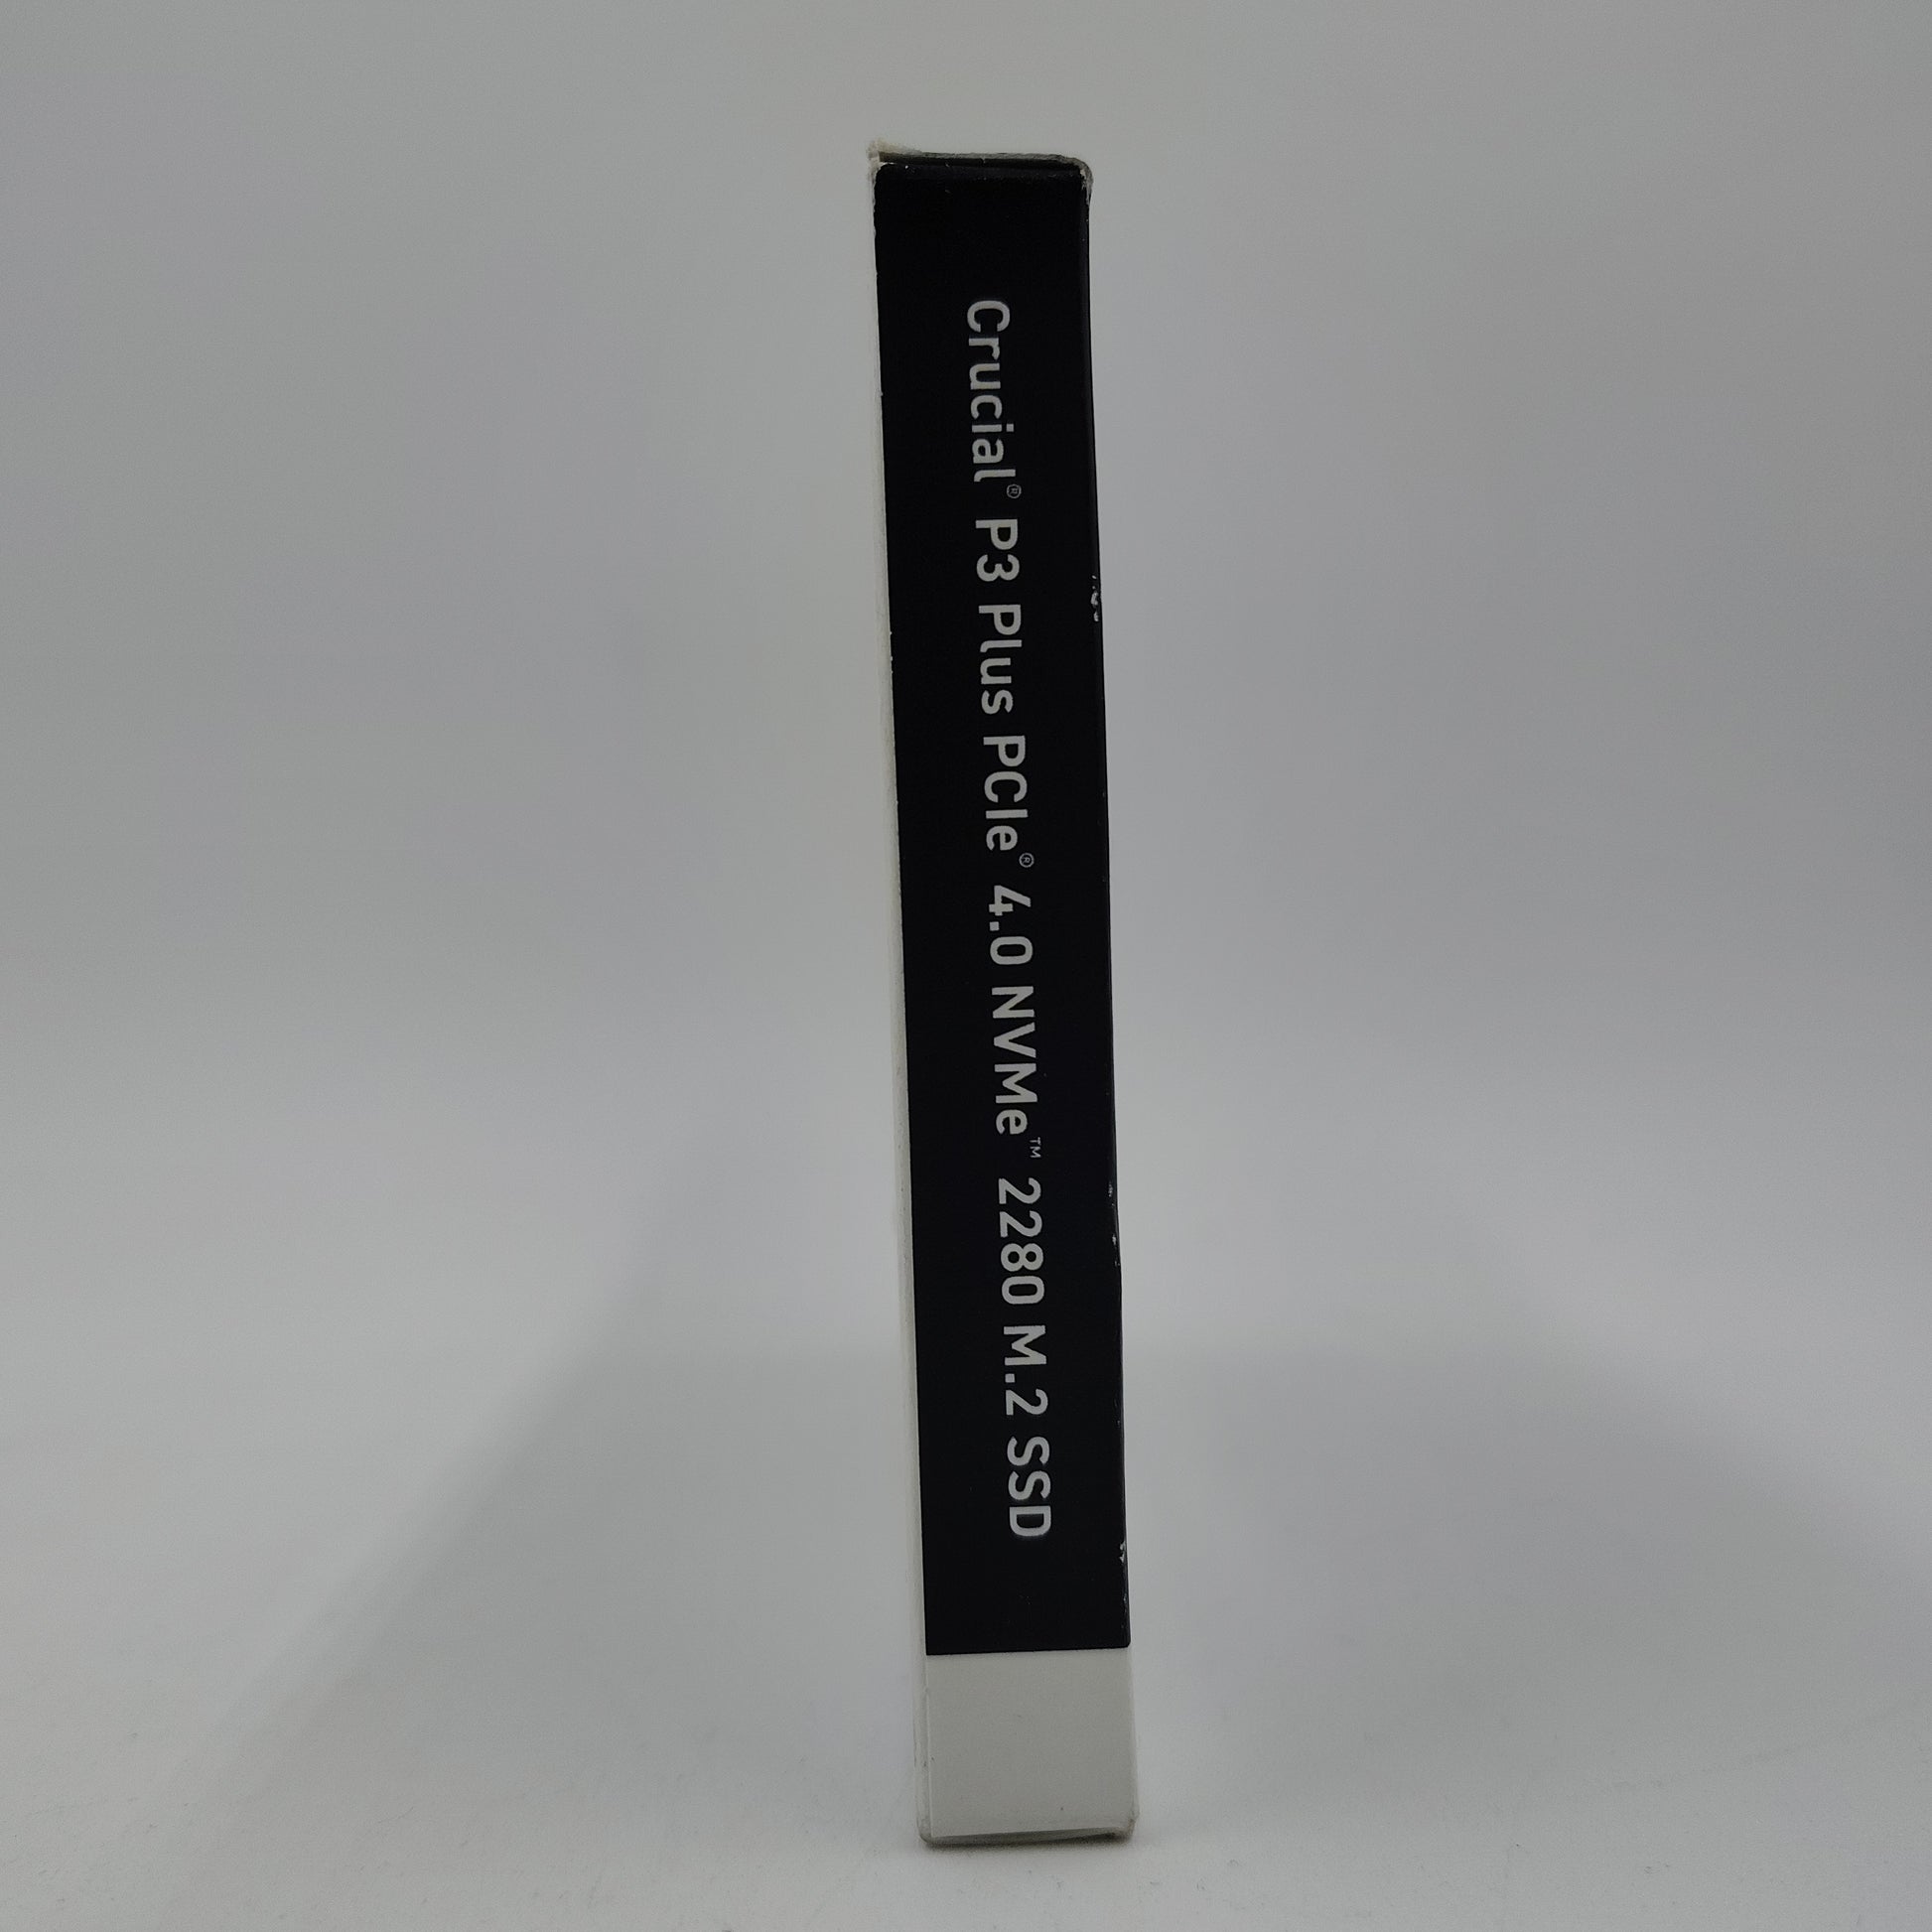 Crucial® P3 Plus PCIe® 4.0 NVMe™ 2280 M.2 SSD